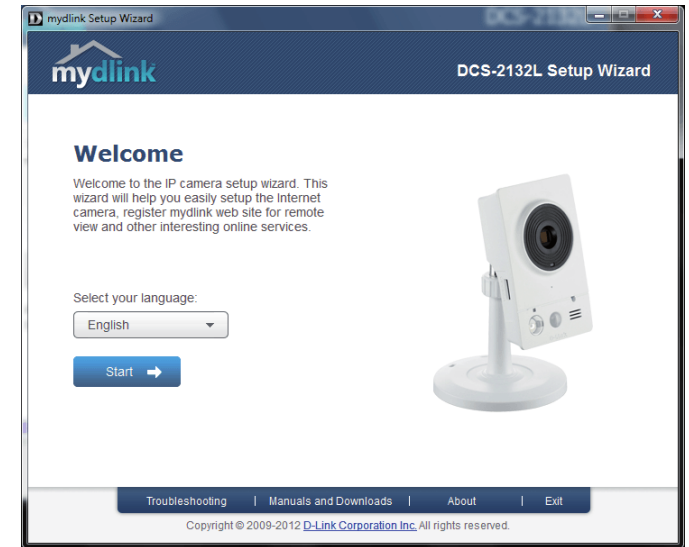 mydlink Setup Wizard
mydlink
DCS-2132L Setup Wizard
Welcome
Welcome to the IP camera setup wizard. This
wizard will help you easily setup the Internet
camera, register mydlink web site for remote
view and other interesting online services.
Select your language:
English
Start
Troubleshooting | Manuals and Downloads | About | Exit
Copyright © 2009-2012 D-Link Corporation Inc. All rights reserved.